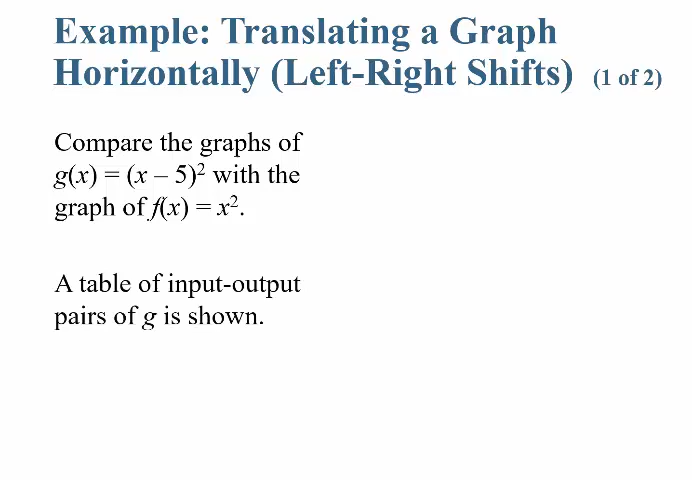 Example: Translating a Graph
Horizontally (Left-Right Shifts) (1 of 2)
Compare the graphs of
g(x) = (x – 5)² with the
graph of f(x) = x².
A table of input-output
pairs of g is shown.